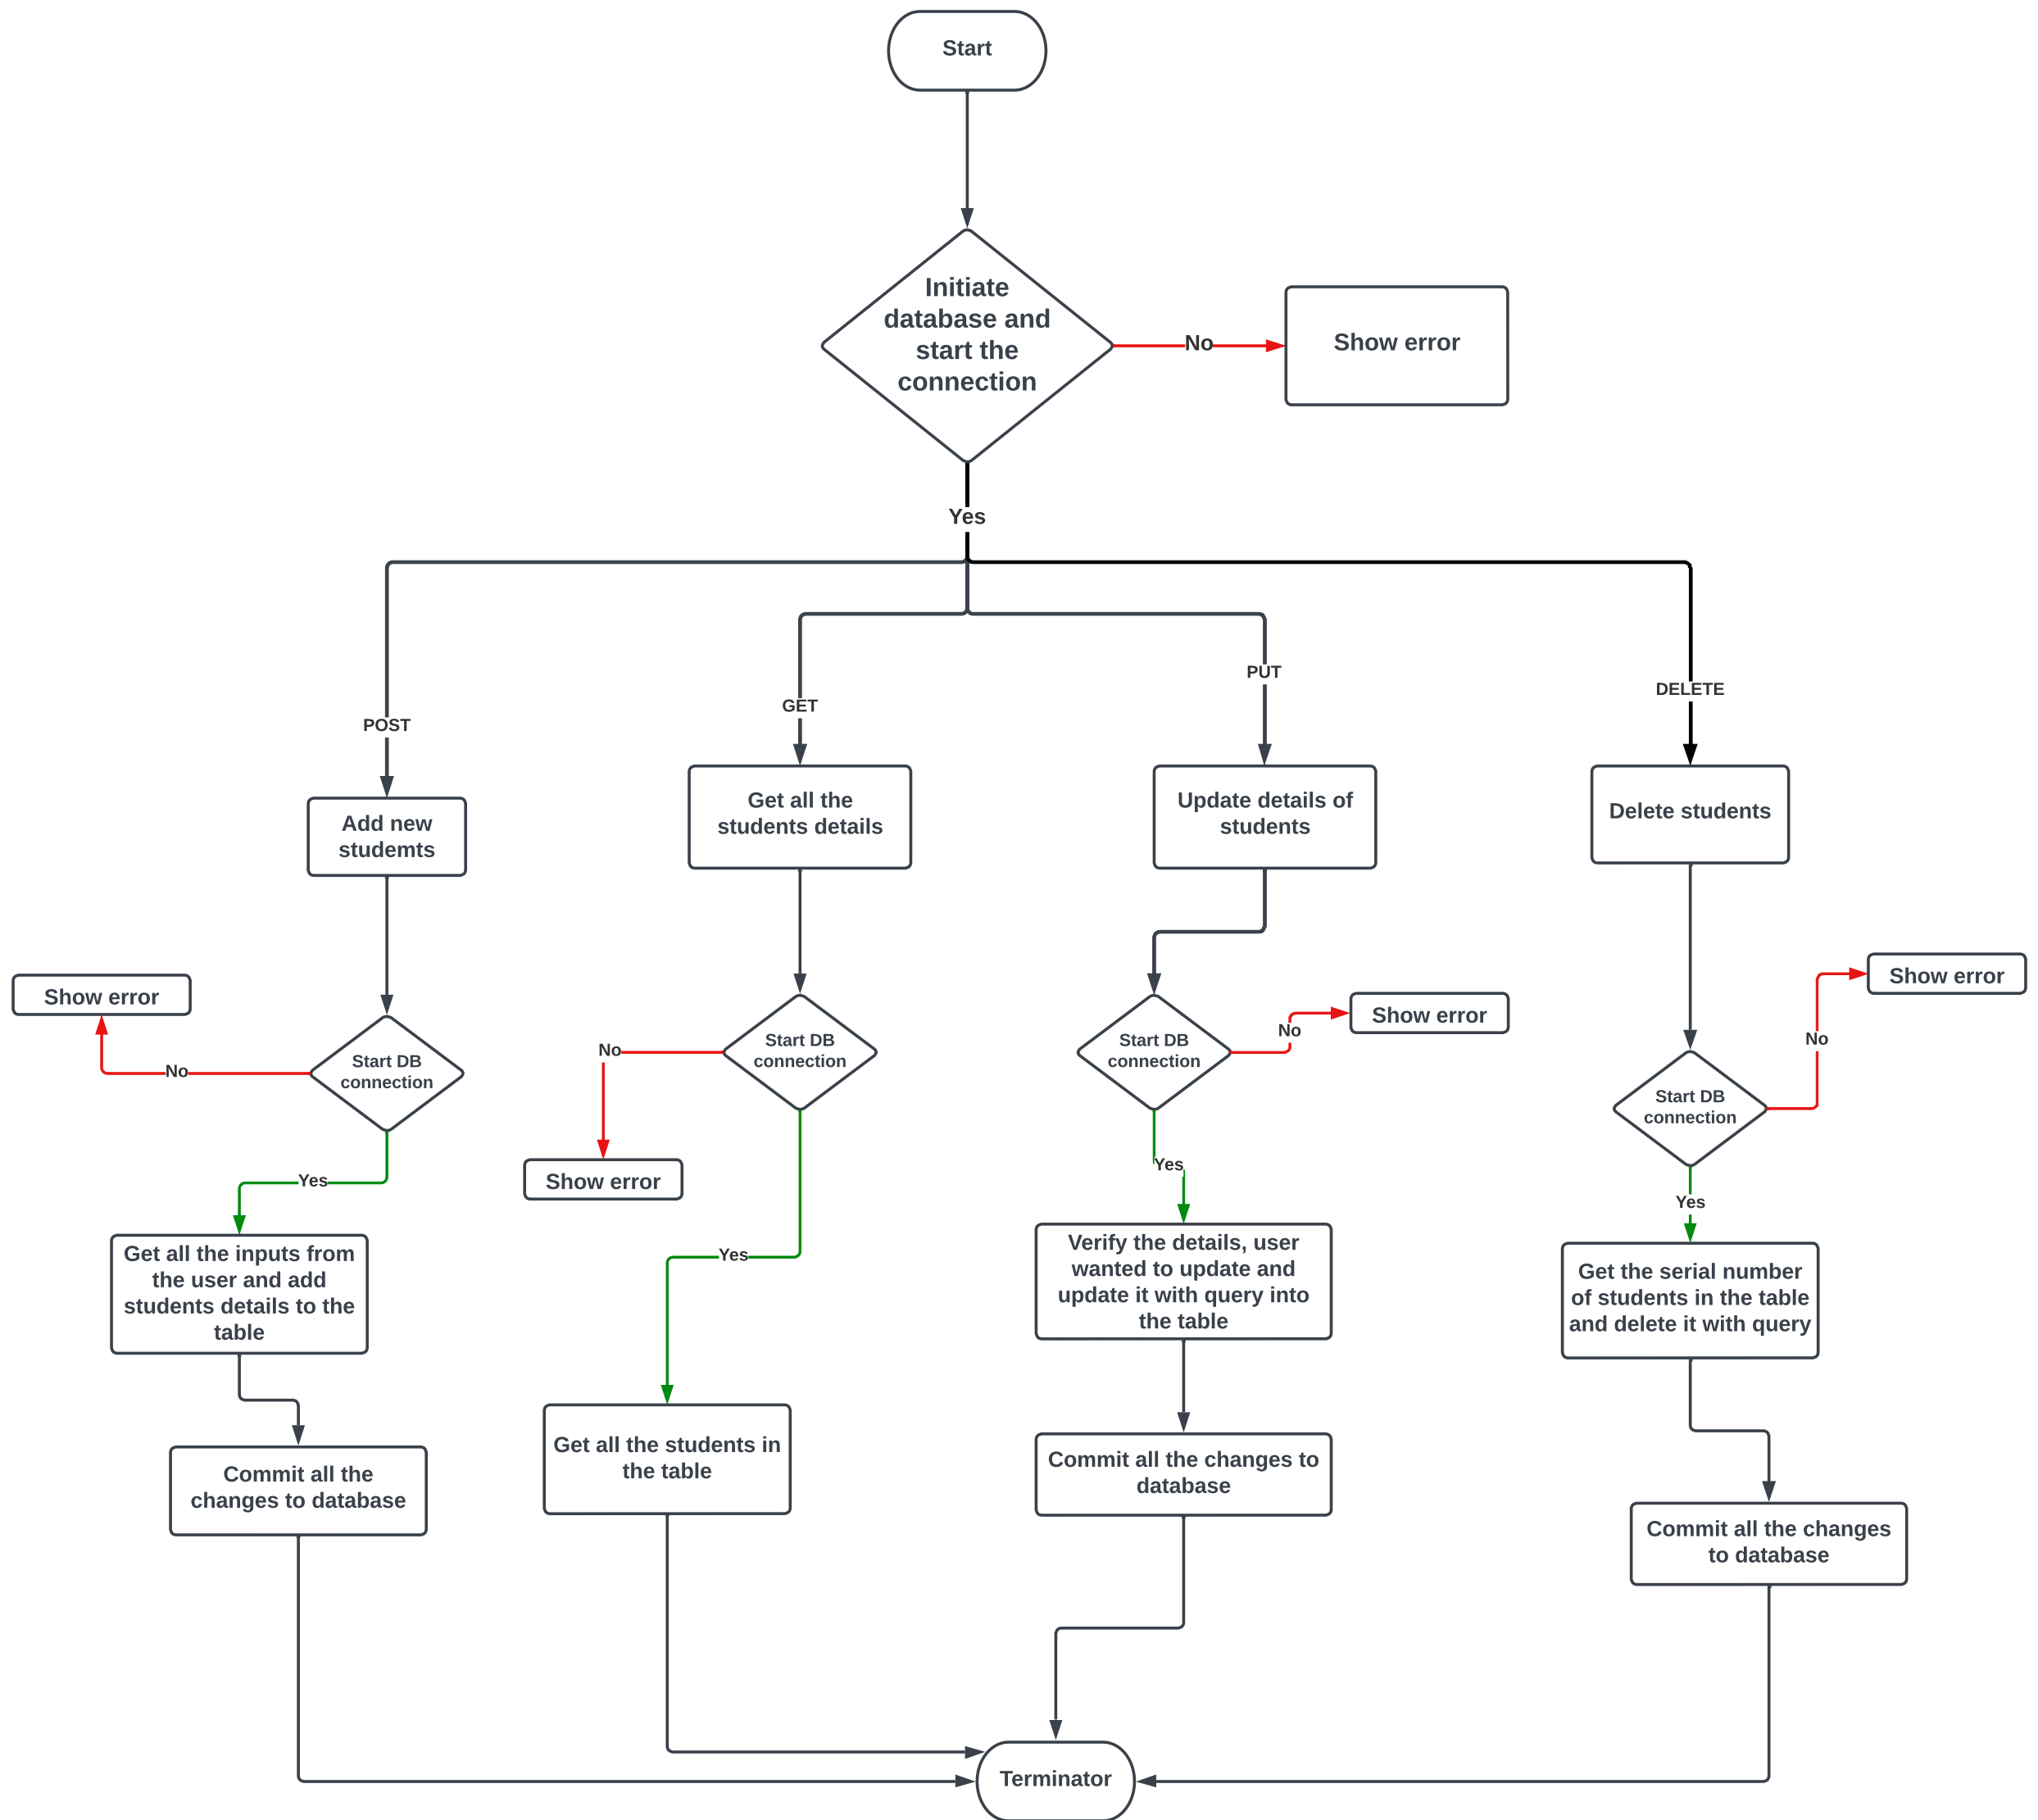 Start
Initiate
database and
start the
connection
No
Show error
Yes
POST
GET
PUT
DELETE
Add new
studemts
Get all the
students details
Update details of
students
Delete students
Show error
No
Start DB
connection
Yes
Get all the inputs from
the user and add
students details to the
table
Commit all the
changes to database
Start DB
connection
No
Show error
Yes
Get all the students in
the table
Start DB
connection
No
Show error
Yes
Verify the details, user
wanted to update and
update it with query into
the table
Commit all the changes to
database
Start DB
connection
No
Show error
Yes
Get the serial number
of students in the table
and delete it with query
Commit all the changes
to database
Terminator